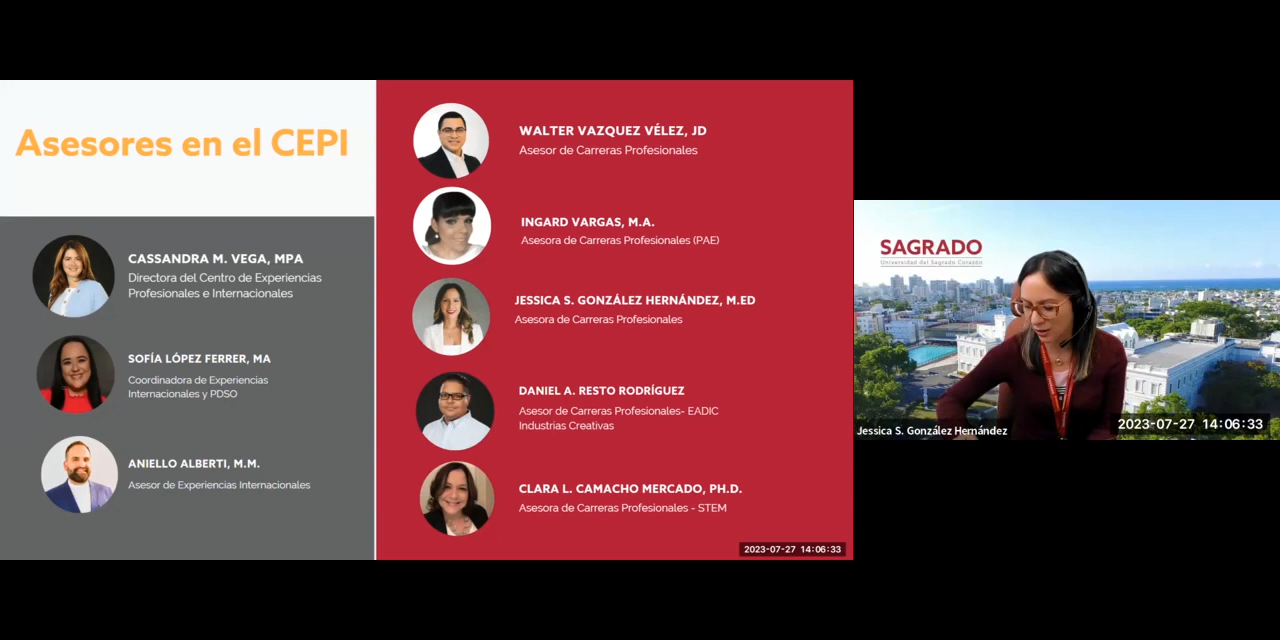 Asesores en el CEPI
CASSANDRA M. VEGA, MPA
Directora del Centro de Experiencias
Profesionales e Internacionales
SOFÍA LÓPEZ FERRER, MA
Coordinadora de Experiencias
Internacionales y PDSO
ANIELLO ALBERTI, M.M.
Asesor de Experiencias Internacionales
WALTER VAZQUEZ VÉLEZ, JD
Asesor de Carreras Profesionales
INGARD VARGAS, M.A.
Asesora de Carreras Profesionales (PAE)
JESSICA S. GONZÁLEZ HERNÁNDEZ, M.ED
Asesora de Carreras Profesionales
DANIEL A. RESTO RODRÍGUEZ
Asesor de Carreras Profesionales- EADIC
Industrias Creativas
CLARA L. CAMACHO MERCADO, PH.D.
Asesora de Carreras Profesionales - STEM
2023-07-27 14:06:33
SAGRADO
Universidad del Sagrado Corazón
Jessica S. González Hernández
2023-07-27 14:06:33